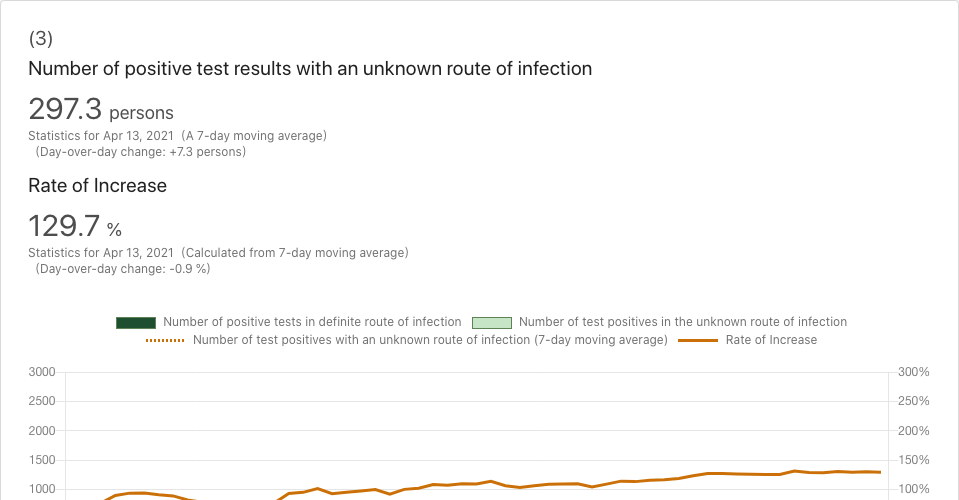 (3)
Number of positive test results with an unknown route of infection
297.3 persons
Statistics for Apr 13, 2021 (A 7-day moving average)
(Day-over-day change: +7.3 persons)
Rate of Increase
129.7 %
Statistics for Apr 13, 2021 (Calculated from 7-day moving average)
(Day-over-day change: -0.9 %)
Number of positive tests in definite route of infection Number of test positives in the unknown route of infection
Number of test positives with an unknown route of infection (7-day moving average) Rate of Increase
3000 300%
2500 250%
2000 200%
1500 150%
1000 100%